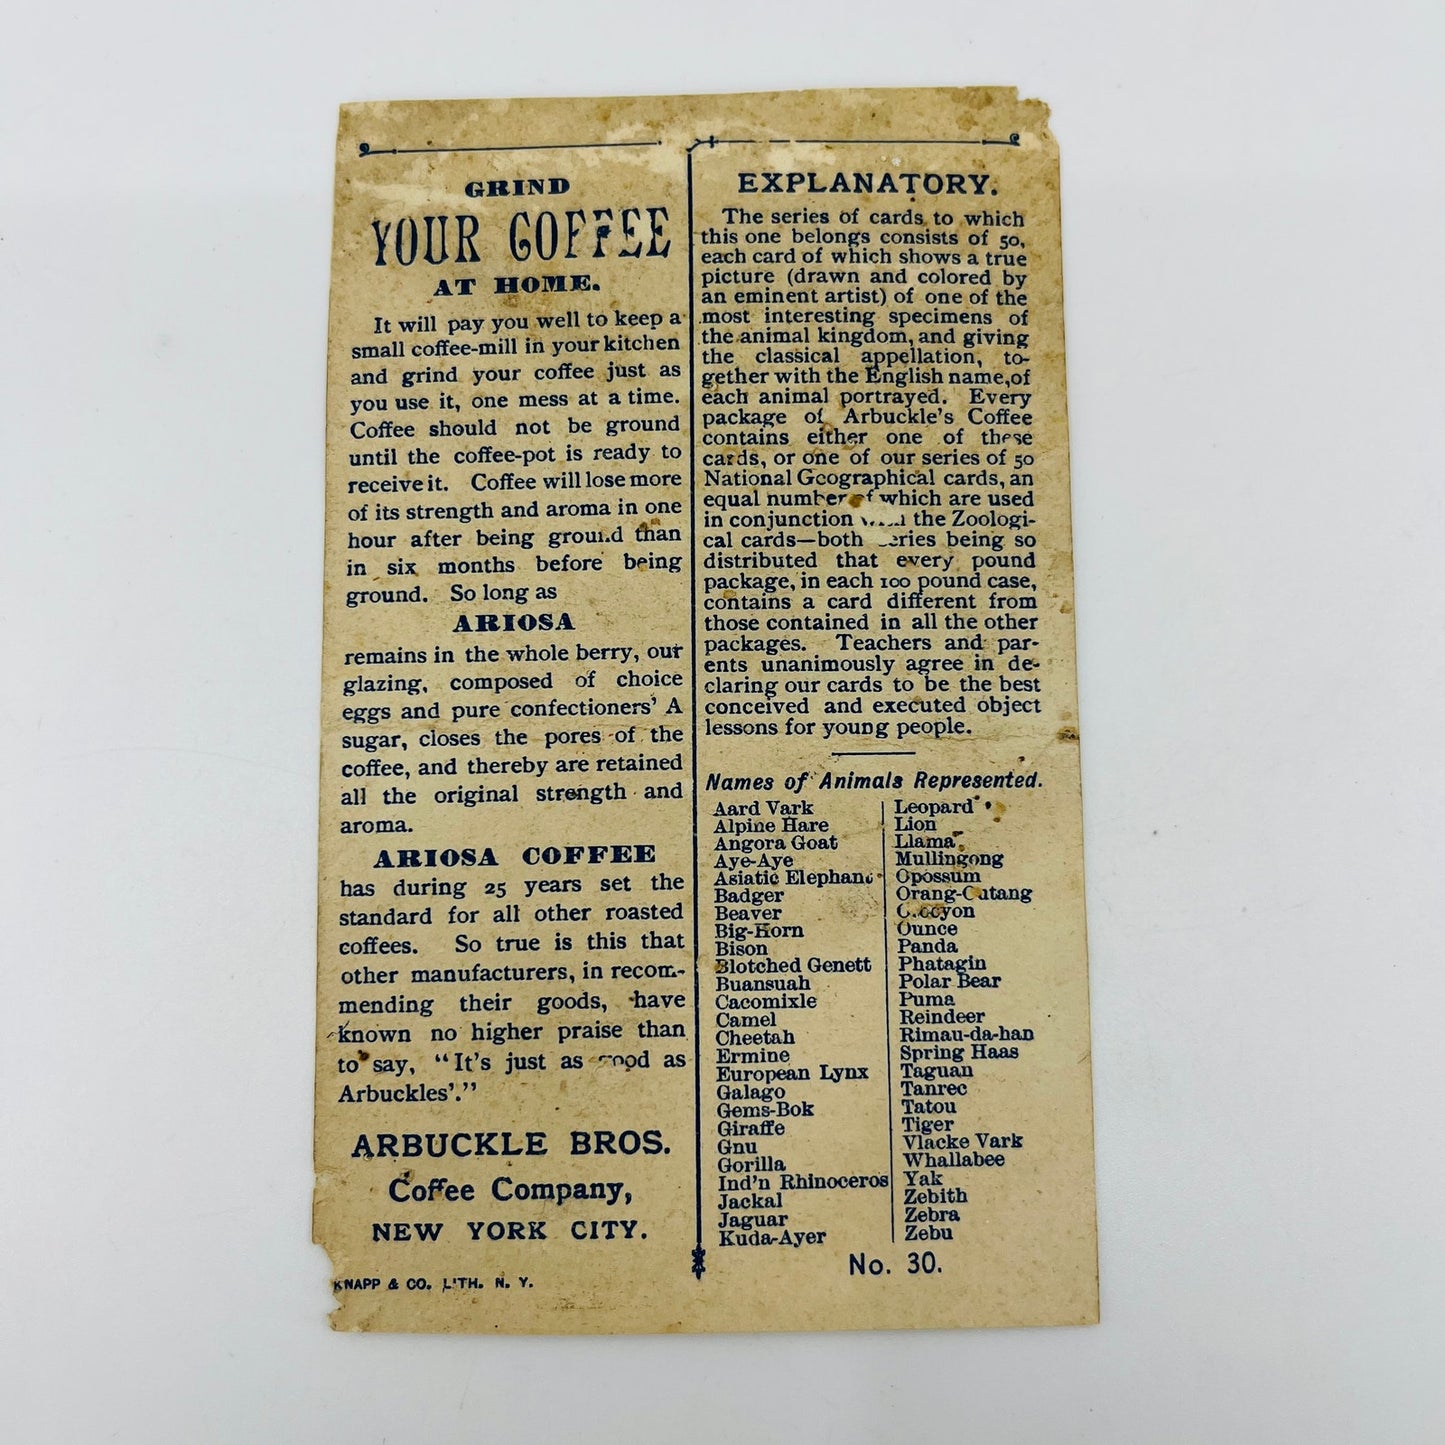 GRIND
YOUR COFFEE
AT HOME.
It will pay you well to keep a
small coffee-mill in your kitchen
and grind your coffee just as
you use it, one mess at a time.
Coffee should not be ground
until the coffee-pot is ready to
receive it. Coffee will lose more
of its strength and aroma in one
hour after being ground than
in six months before being
ground. So long as
ARIOSA
remains in the whole berry, our
glazing, composed of choice
eggs and pure confectioners' A
sugar, closes the pores of the
coffee, and thereby are retained
all the original strength and
aroma.
ARIOSA COFFEE
has during 25 years set the
standard for all other roasted
coffees. So true is this that
other manufacturers, in recom-
mending their goods, have
known no higher praise than
to say, "It's just as good as
Arbuckles'."
ARBUCKLE BROS.
Coffee Company,
NEW YORK CITY.
KNAPP & CO. LITH. N. Y.
EXPLANATORY.
The series of cards to which
this one belongs consists of 50,
each card of which shows a true
picture (drawn and colored by
an eminent artist) of one of the
most interesting specimens of
the animal kingdom, and giving
the classical appellation, to-
gether with the English name, of
each animal portrayed. Every
package of Arbuckle's Coffee
contains either one of these
cards, or one of our series of 50
National Geographical cards, an
equal number of which are used
in conjunction with the Zoologi-
cal cards—both series being so
distributed that every pound
package, in each 100 pound case,
contains a card different from
those contained in all the other
packages. Teachers and par-
ents unanimously agree in de-
claring our cards to be the best
conceived and executed object
lessons for young people.
Names of Animals Represented.
Aard Vark
Alpine Hare
Angora Goat
Aye-Aye
Asiatic Elephant
Badger
Beaver
Big-Horn
Bison
Blotched Genett
Buansuah
Cacomixle
Camel
Cheetah
Ermine
European Lynx
Galago
Gems-Bok
Giraffe
Gnu
Gorilla
Ind'n Rhinoceros
Jackal
Jaguar
Kuda-Ayer
Leopard
Lion
Llama
Mullingong
Opossum
Orang-Outang
Otocyon
Ounce
Panda
Phatagin
Polar Bear
Puma
Reindeer
Rimau-da-han
Spring Haas
Taguan
Tanrec
Tatou
Tiger
Vlacke Vark
Whallabee
Yak
Zebith
Zebra
Zebu
No. 30.